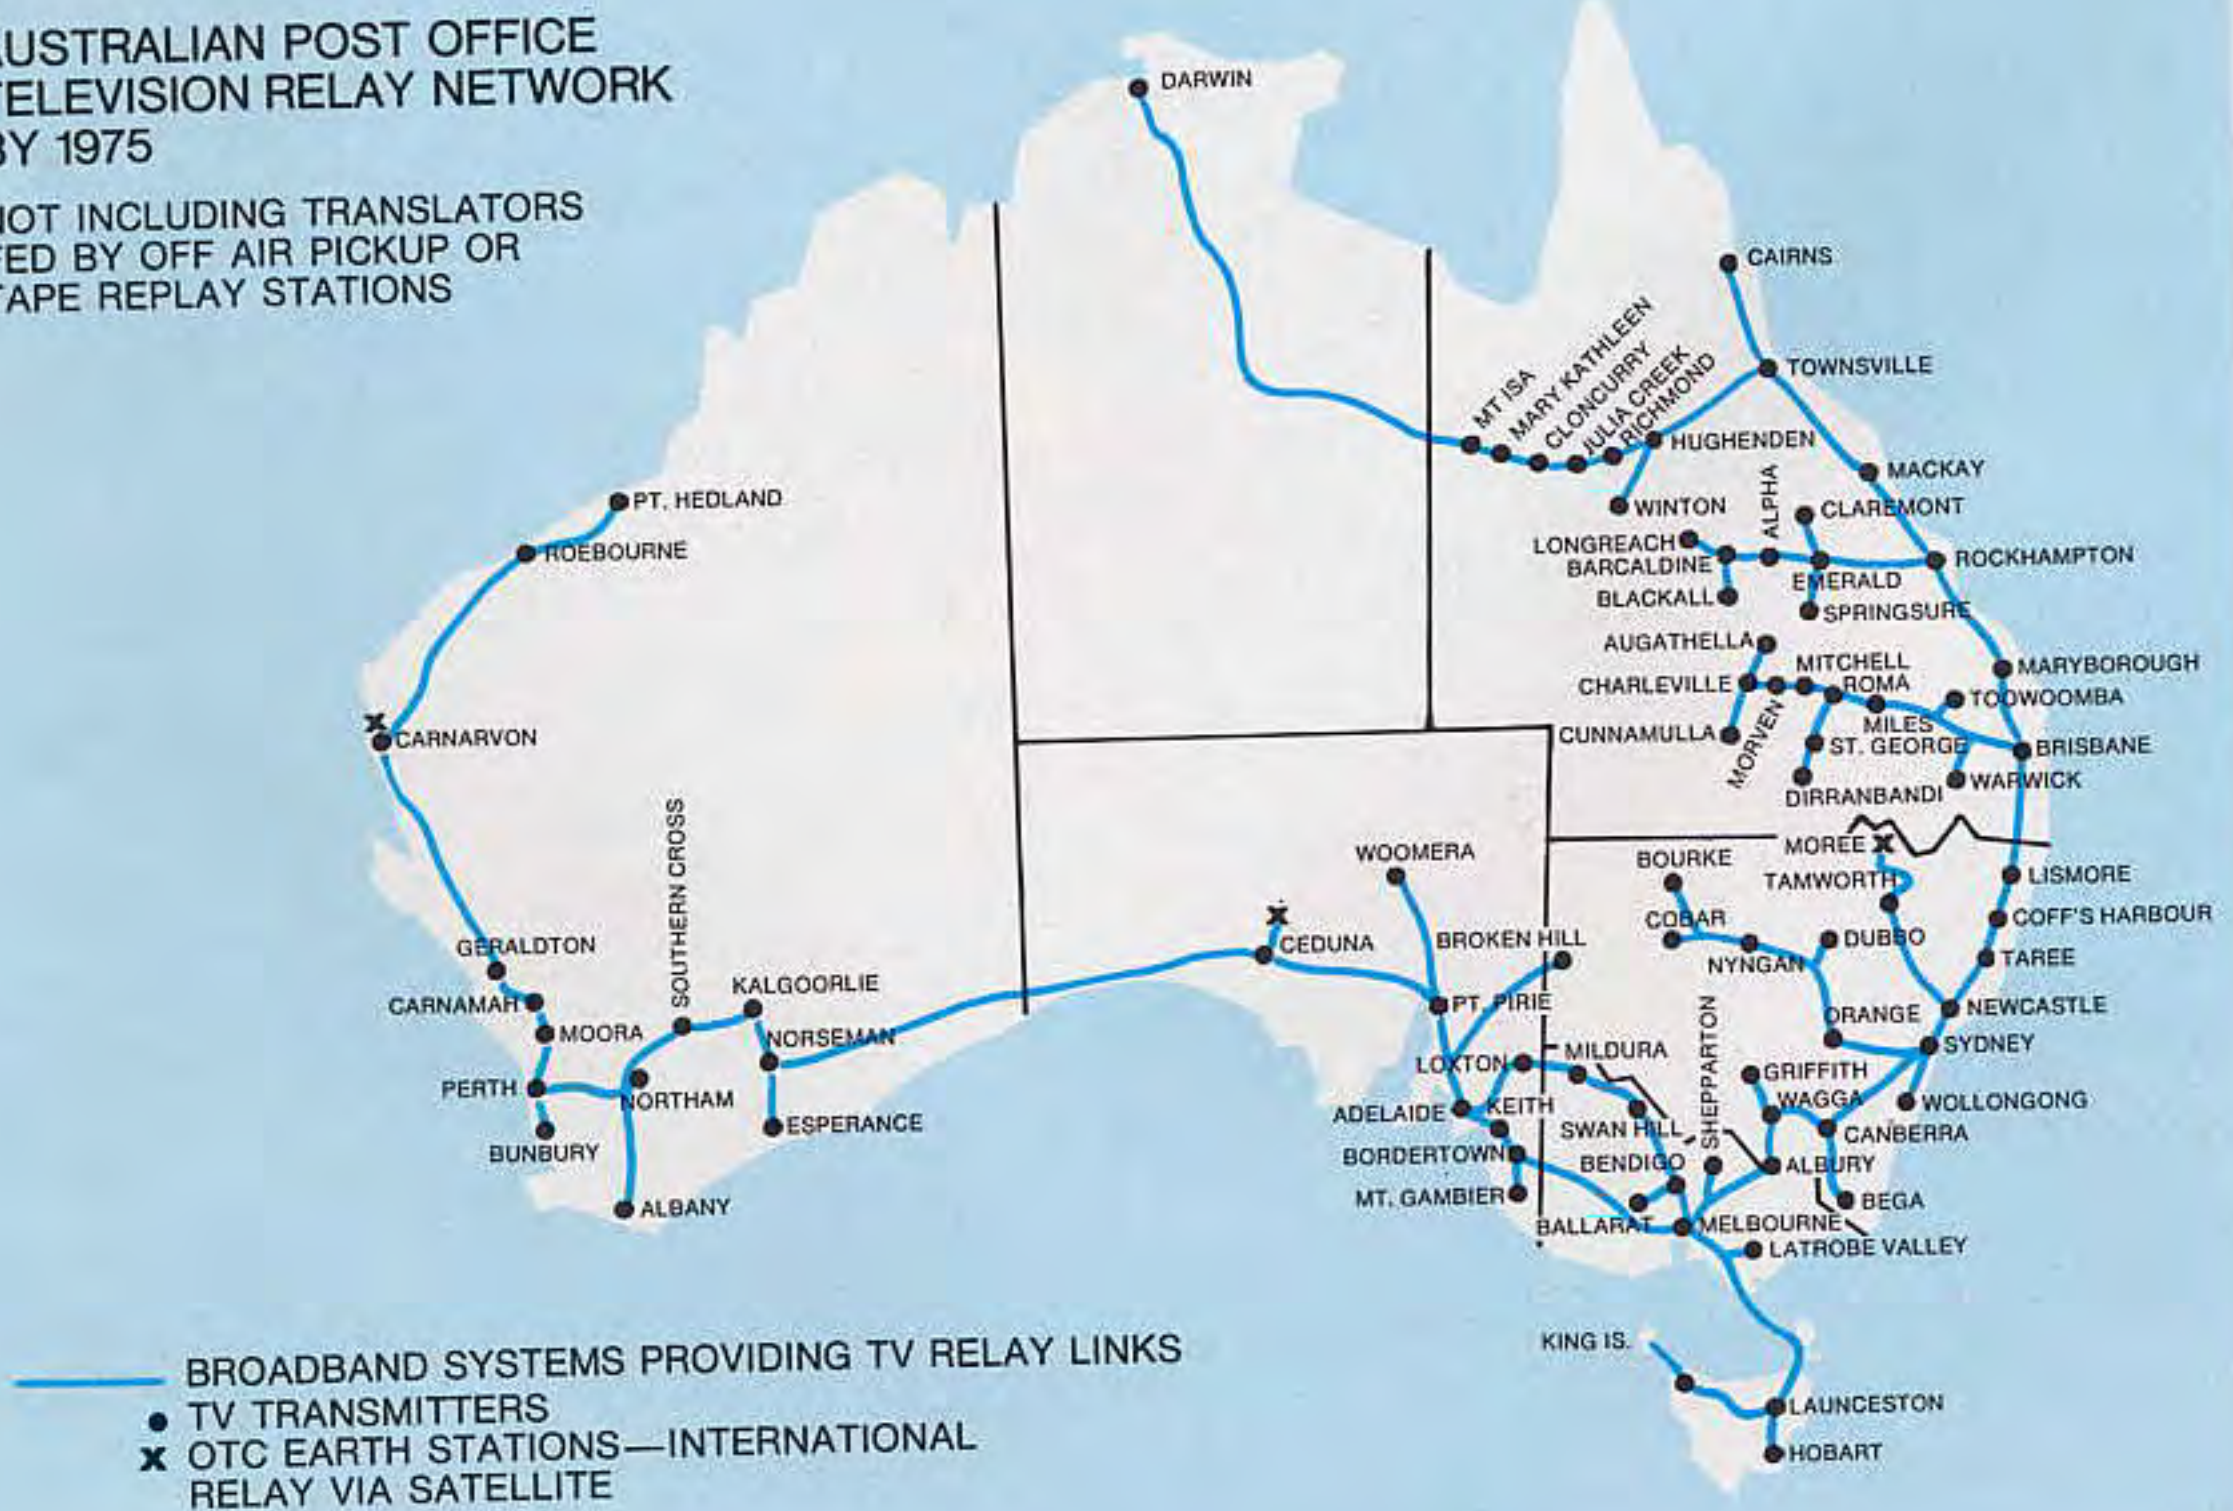 AUSTRALIAN POST OFFICE
TELEVISION RELAY NETWORK
BY 1975
NOT INCLUDING TRANSLATORS
FED BY OFF AIR PICKUP OR
TAPE REPLAY STATIONS
DARWIN
CAIRNS
TOWNSVILLE
MT ISA
MARY KATHLEEN
CLONCURRY
JULIA CREEK
RICHMOND
HUGHENDEN
MACKAY
WINTON
ALPHA
CLAREMONT
PT. HEDLAND
ROEBOURNE
LONGREACH
BARCALDINE
ROCKHAMPTON
EMERALD
BLACKALL
SPRINGSURE
AUGATHELLA
MITCHELL
MARYBOROUGH
CHARLEVILLE
ROMA
TOOWOOMBA
CARNARVON
CUNNAMULLA
MORVEN
MILES
ST. GEORGE
BRISBANE
DIRRANBANDI
WARWICK
SOUTHERN CROSS
WOOMERA
BOURKE
MOREE
TAMWORTH
LISMORE
GERALDTON
CEDUNA
BROKEN HILL
COBAR
DUBBO
COFF'S HARBOUR
NYNGAN
TAREE
CARNAMAH
KALGOORLIE
PT. PIRIE
SHEPPARTON
ORANGE
NEWCASTLE
MOORA
NORSEMAN
LOXTON
MILDURA
SYDNEY
PERTH
NORTHAM
GRIFFITH
WAGGA
WOLLONGONG
ADELAIDE
KEITH
ESPERANCE
SWAN HILL
CANBERRA
BUNBURY
BORDERTOWN
BENDIGO
ALBURY
MT. GAMBIER
BEGA
ALBANY
BALLARAT
MELBOURNE
LATROBE VALLEY
KING IS.
LAUNCESTON
HOBART
BROADBAND SYSTEMS PROVIDING TV RELAY LINKS
TV TRANSMITTERS
X OTC EARTH STATIONS—INTERNATIONAL
RELAY VIA SATELLITE